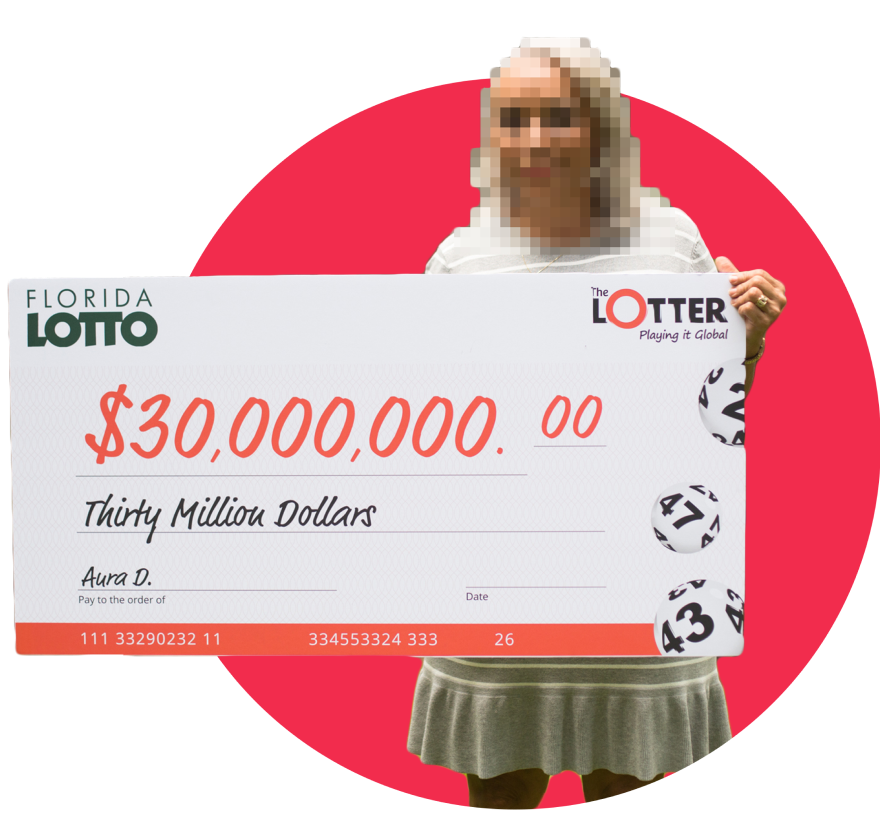 FLORIDA
LOTTO
The
LOTTER
Playing it Global
$30,000,000. 00
Thirty Million Dollars
Aura D.
Pay to the order of
Date
111 33290232 11 334553324 333 26
2
47
43